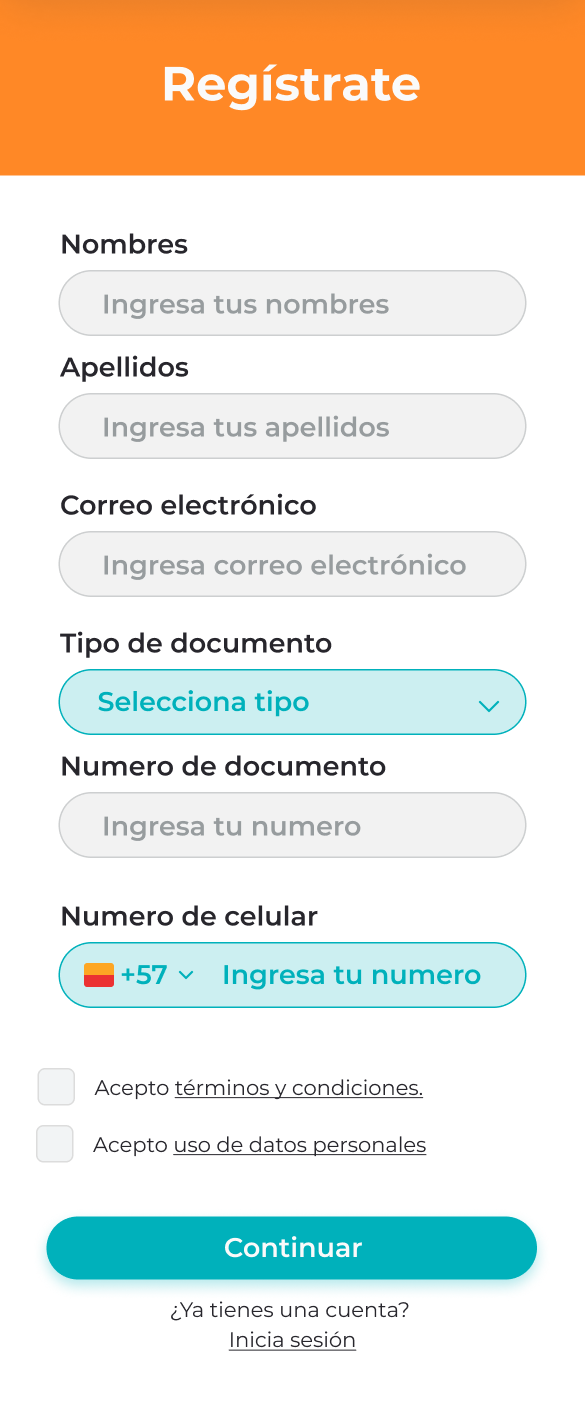 Regístrate
Nombres
Ingresa tus nombres
Apellidos
Ingresa tus apellidos
Correo electrónico
Ingresa correo electrónico
Tipo de documento
Selecciona tipo
Numero de documento
Ingresa tu numero
Numero de celular
+57 Ingresa tu numero
Acepto términos y condiciones.
Acepto uso de datos personales
Continuar
¿Ya tienes una cuenta?
Inicia sesión